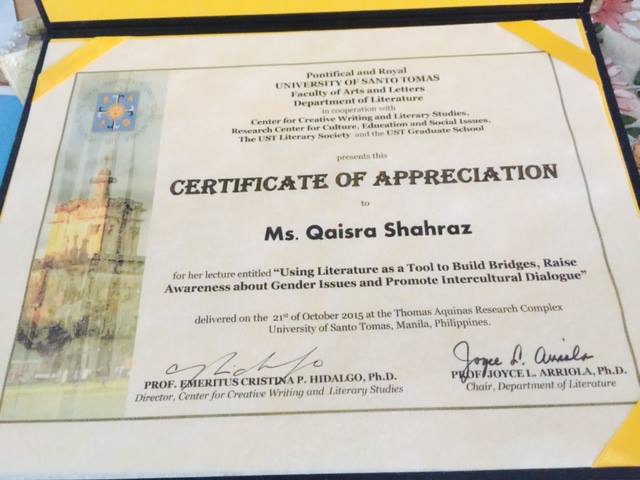 Pontifical and Royal
UNIVERSITY OF SANTO TOMAS
Faculty of Arts and Letters
Department of Literature
in cooperation with
Center for Creative Writing and Literary Studies,
Research Center for Culture, Education and Social Issues,
The UST Literary Society and the UST Graduate School
presents this
CERTIFICATE OF APPRECIATION
to
Ms. Qaisra Shahraz
for her lecture entitled "Using Literature as a Tool to Build Bridges, Raise
Awareness about Gender Issues and Promote Intercultural Dialogue"
delivered on the 21st of October 2015 at the Thomas Aquinas Research Complex
University of Santo Tomas, Manila, Philippines.
Joyce L. Arriola
PROF. EMERITUS CRISTINA P. HIDALGO, Ph.D.
Director, Center for Creative Writing and Literary Studies
PROF. JOYCE L. ARRIOLA, Ph.D.
Chair, Department of Literature